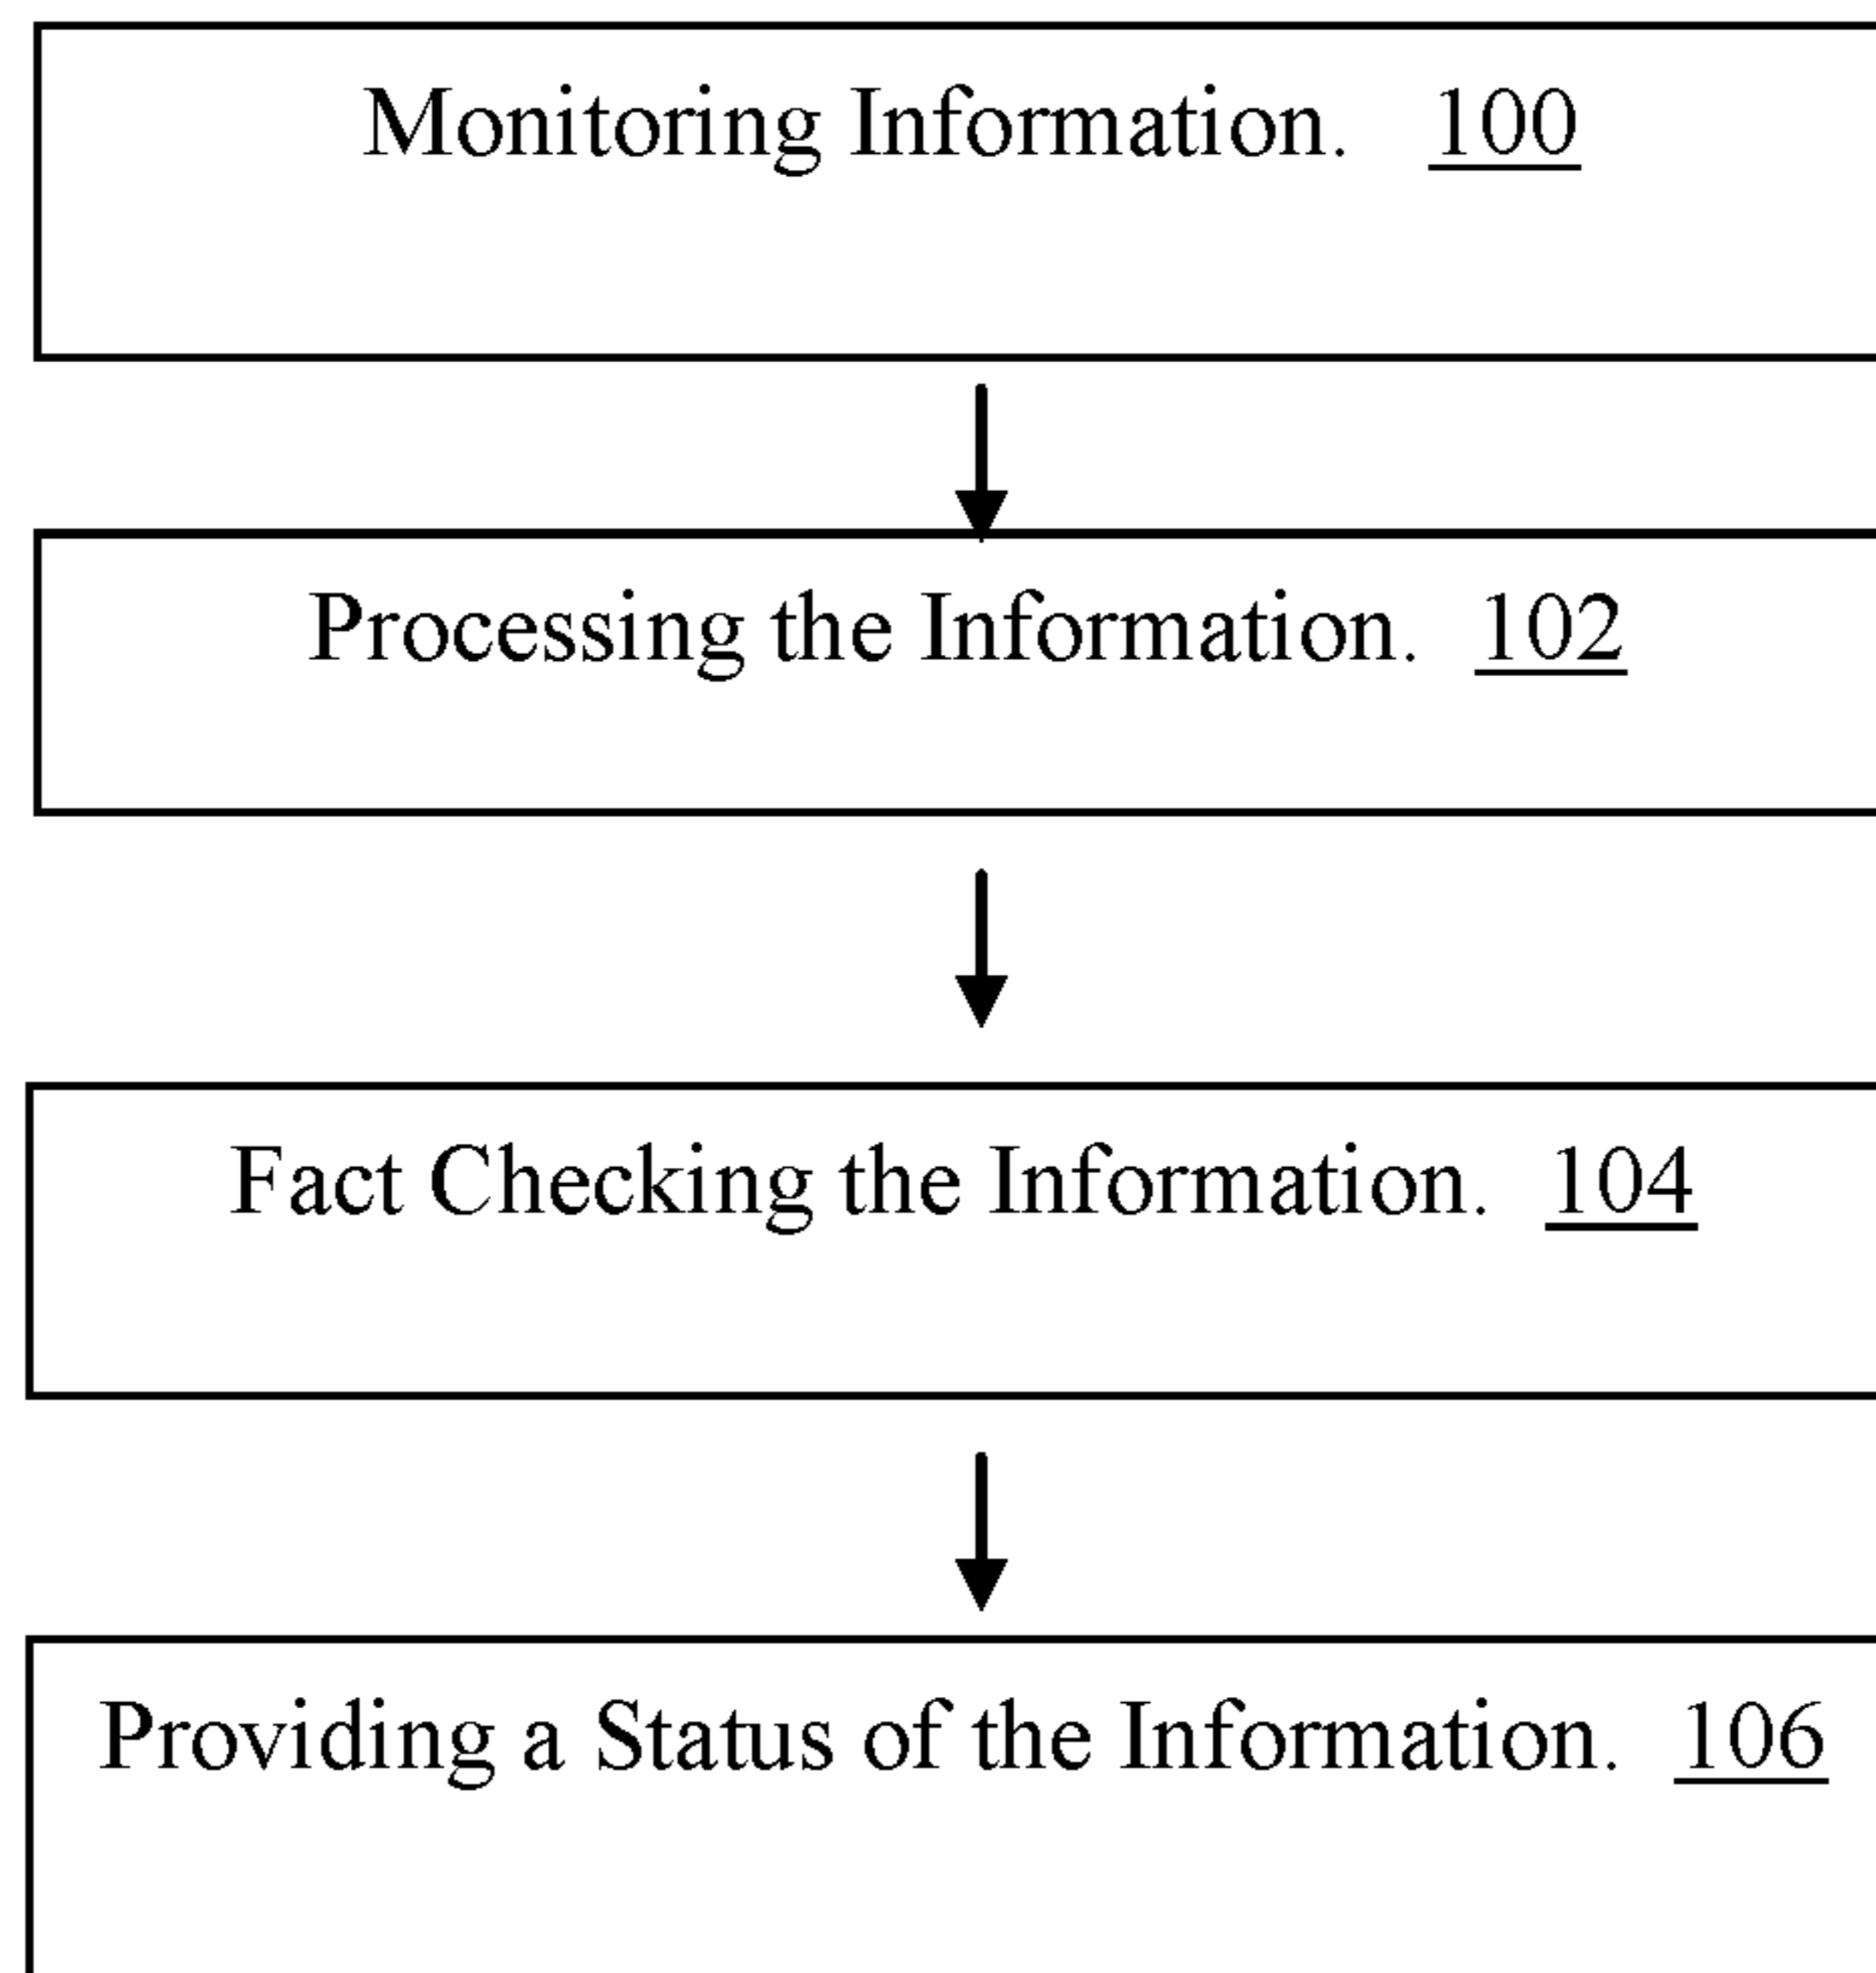 Monitoring Information. 100
Processing the Information. 102
Fact Checking the Information. 104
Providing a Status of the Information. 106